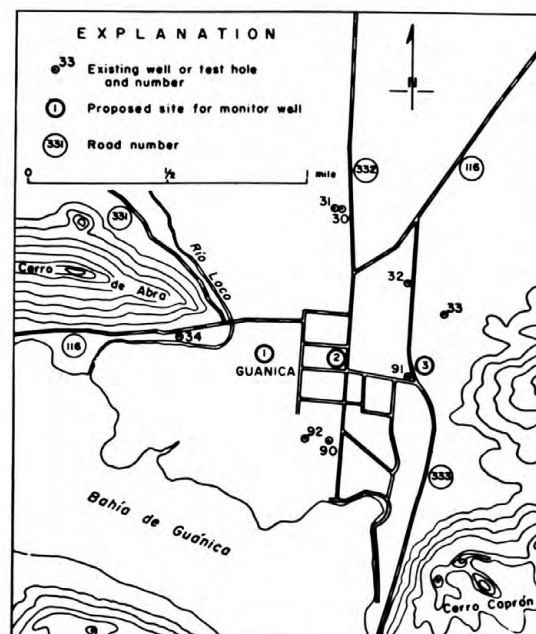 EXPLANATION
33 Existing well or test hole
and number
1 Proposed site for monitor well
331 Road number
0 1/2 1 mile
N
332
116
31
30
331
Río Loco
Cerro
de Abra
32
33
116
34
1
GUANICA
2
91
3
92
90
333
Bahía de Guánica
Cerro Caprón